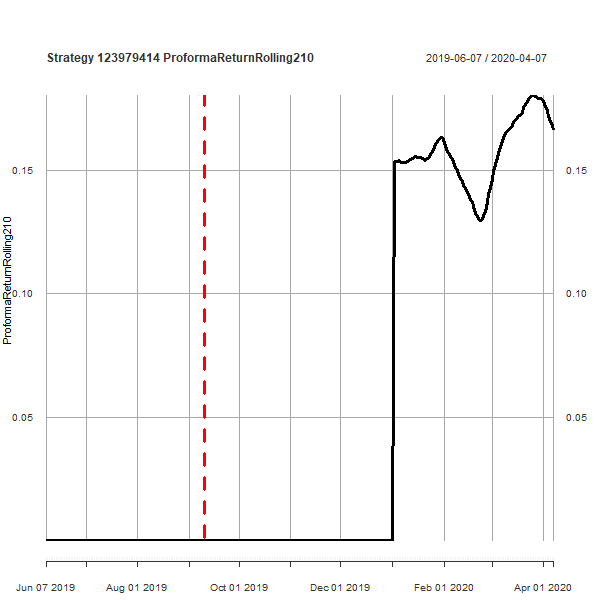 Strategy 123979414 ProformaReturnRolling210
2019-06-07 / 2020-04-07
ProformaReturnRolling210
0.15
0.15
0.10
0.10
0.05
0.05
Jun 07 2019
Aug 01 2019
Oct 01 2019
Dec 01 2019
Feb 01 2020
Apr 01 2020